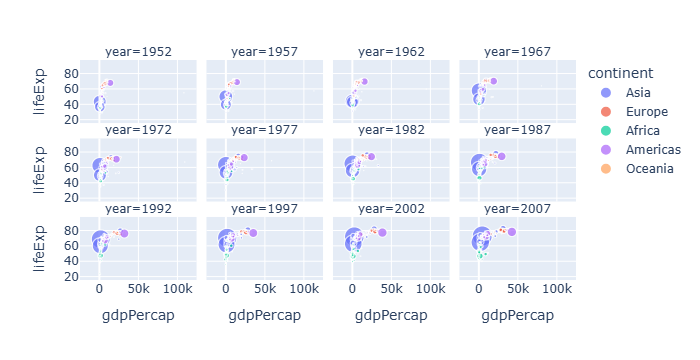 year=1952 year=1957 year=1962 year=1967
continent
Asia
Europe
Africa
Americas
Oceania
lifeExp
80
60
40
20
year=1972 year=1977 year=1982 year=1987
lifeExp
80
60
40
20
year=1992 year=1997 year=2002 year=2007
lifeExp
80
60
40
20
0 50k 100k 0 50k 100k 0 50k 100k 0 50k 100k
gdpPercap gdpPercap gdpPercap gdpPercap